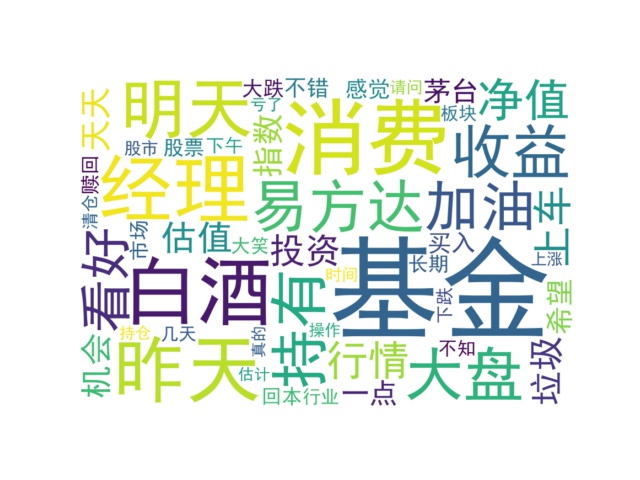 大跌
不错
感觉
请问
茅台
净值
明天
亏了
消费
板块
天天
股市
股票
下午
指数
收益
赎回
经理
易方达
加油
上车
清仓
市场
估值
大笑
投资
买入
长期
上涨
看好
白酒
持有
时间
基金
下跌
希望
机会
持仓
几天
真的
操作
昨天
估计
行情
不知
大盘
垃圾
回本
行业
一点